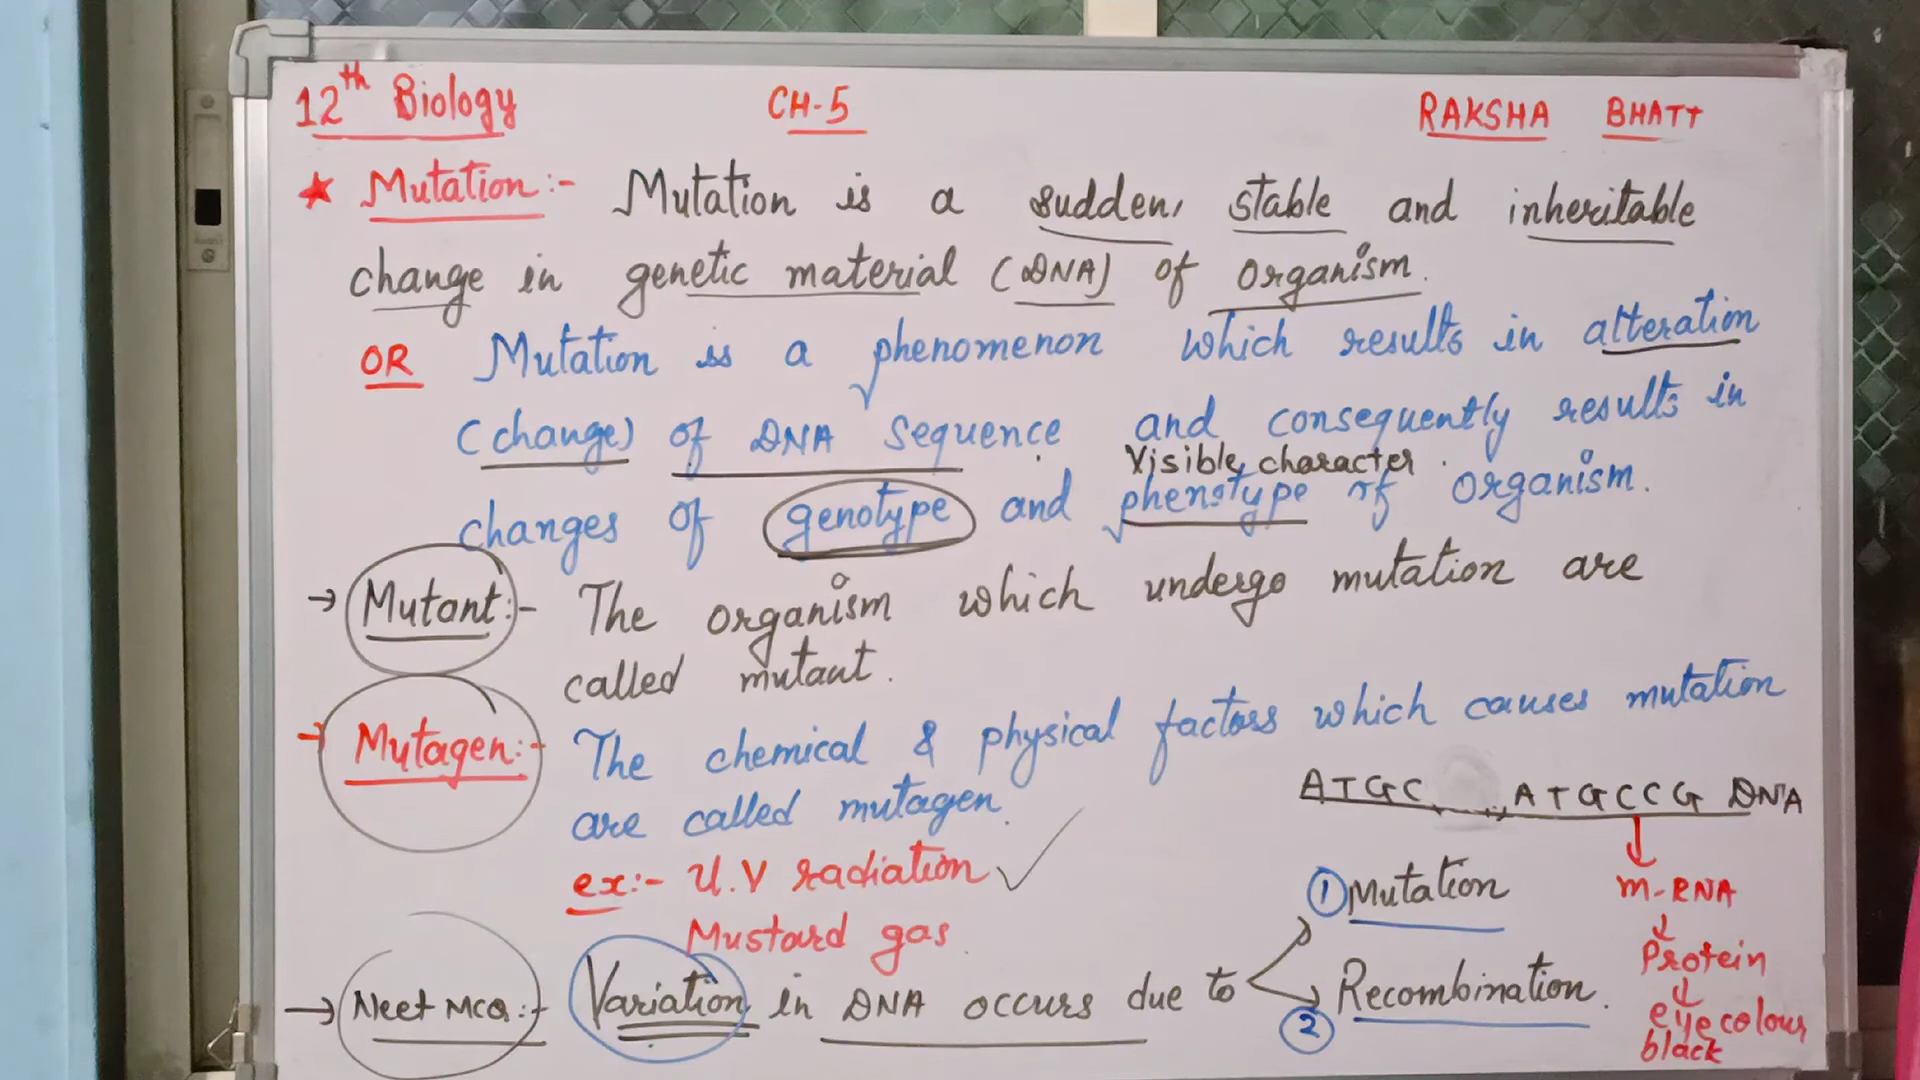 12th Biology CH-5 RAKSHA BHATT
★ Mutation:- Mutation is a sudden, stable and inheritable
change in genetic material (DNA) of organism.
OR Mutation is a phenomenon which results in alteration
(change) of DNA sequence and consequently results in
Visible character
changes of genotype and phenotype of organism.
→ Mutant:- The organism which undergo mutation are
called mutant.
→ Mutagen:- The chemical & physical factors which causes mutation
are called mutagen.
ATGC ATGCCG DNA
ex:- U.V radiation ✓
Mustard gas
→ Neet MCQ:- Variation in DNA occurs due to
① Mutation
② Recombination.
m-RNA
Protein
eye colour
black